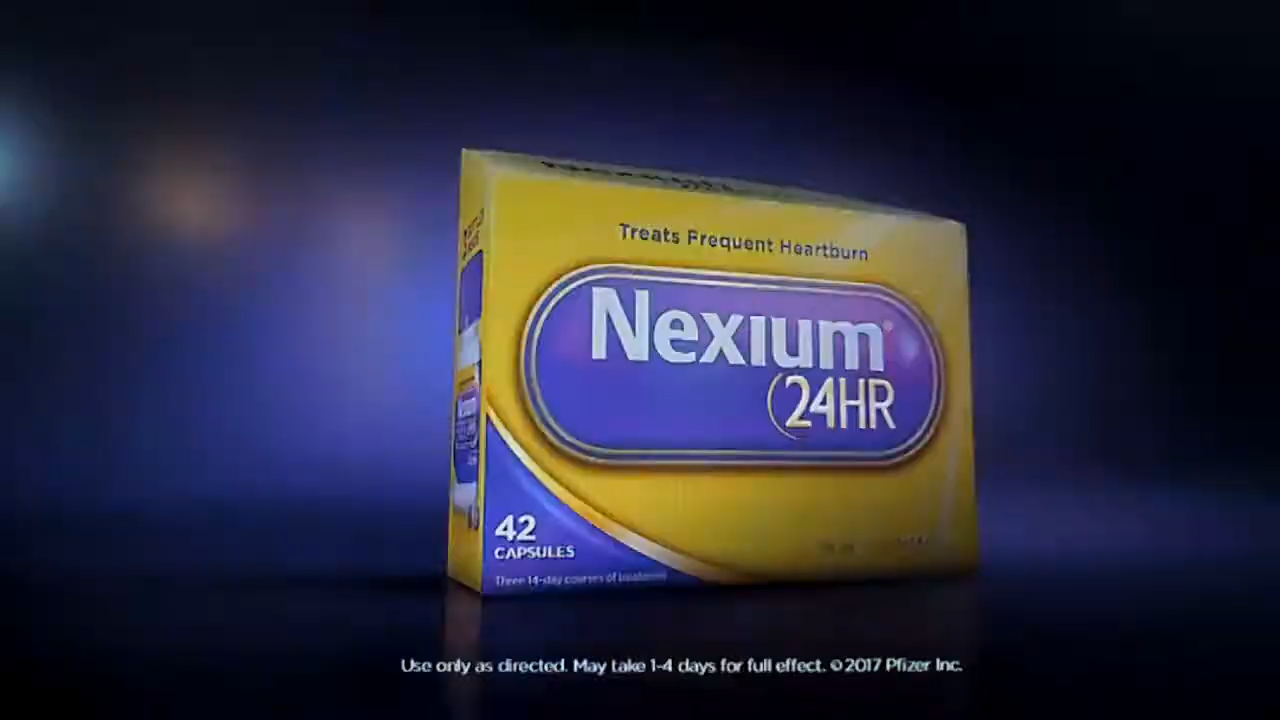 Treats Frequent Heartburn
Nexium
24HR
42
CAPSULES
Three 14-day courses of treatment
Use only as directed. May take 1-4 days for full effect. © 2017 Pfizer Inc.